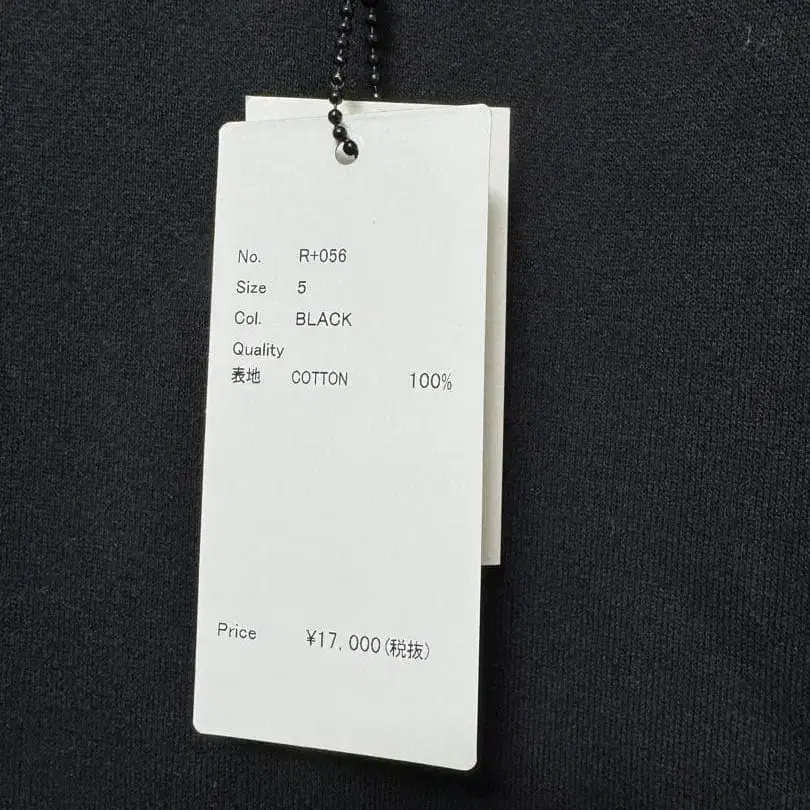 No. R+056
Size 5
Col. BLACK
Quality
表地 COTTON 100%
Price ¥17,000(税抜)